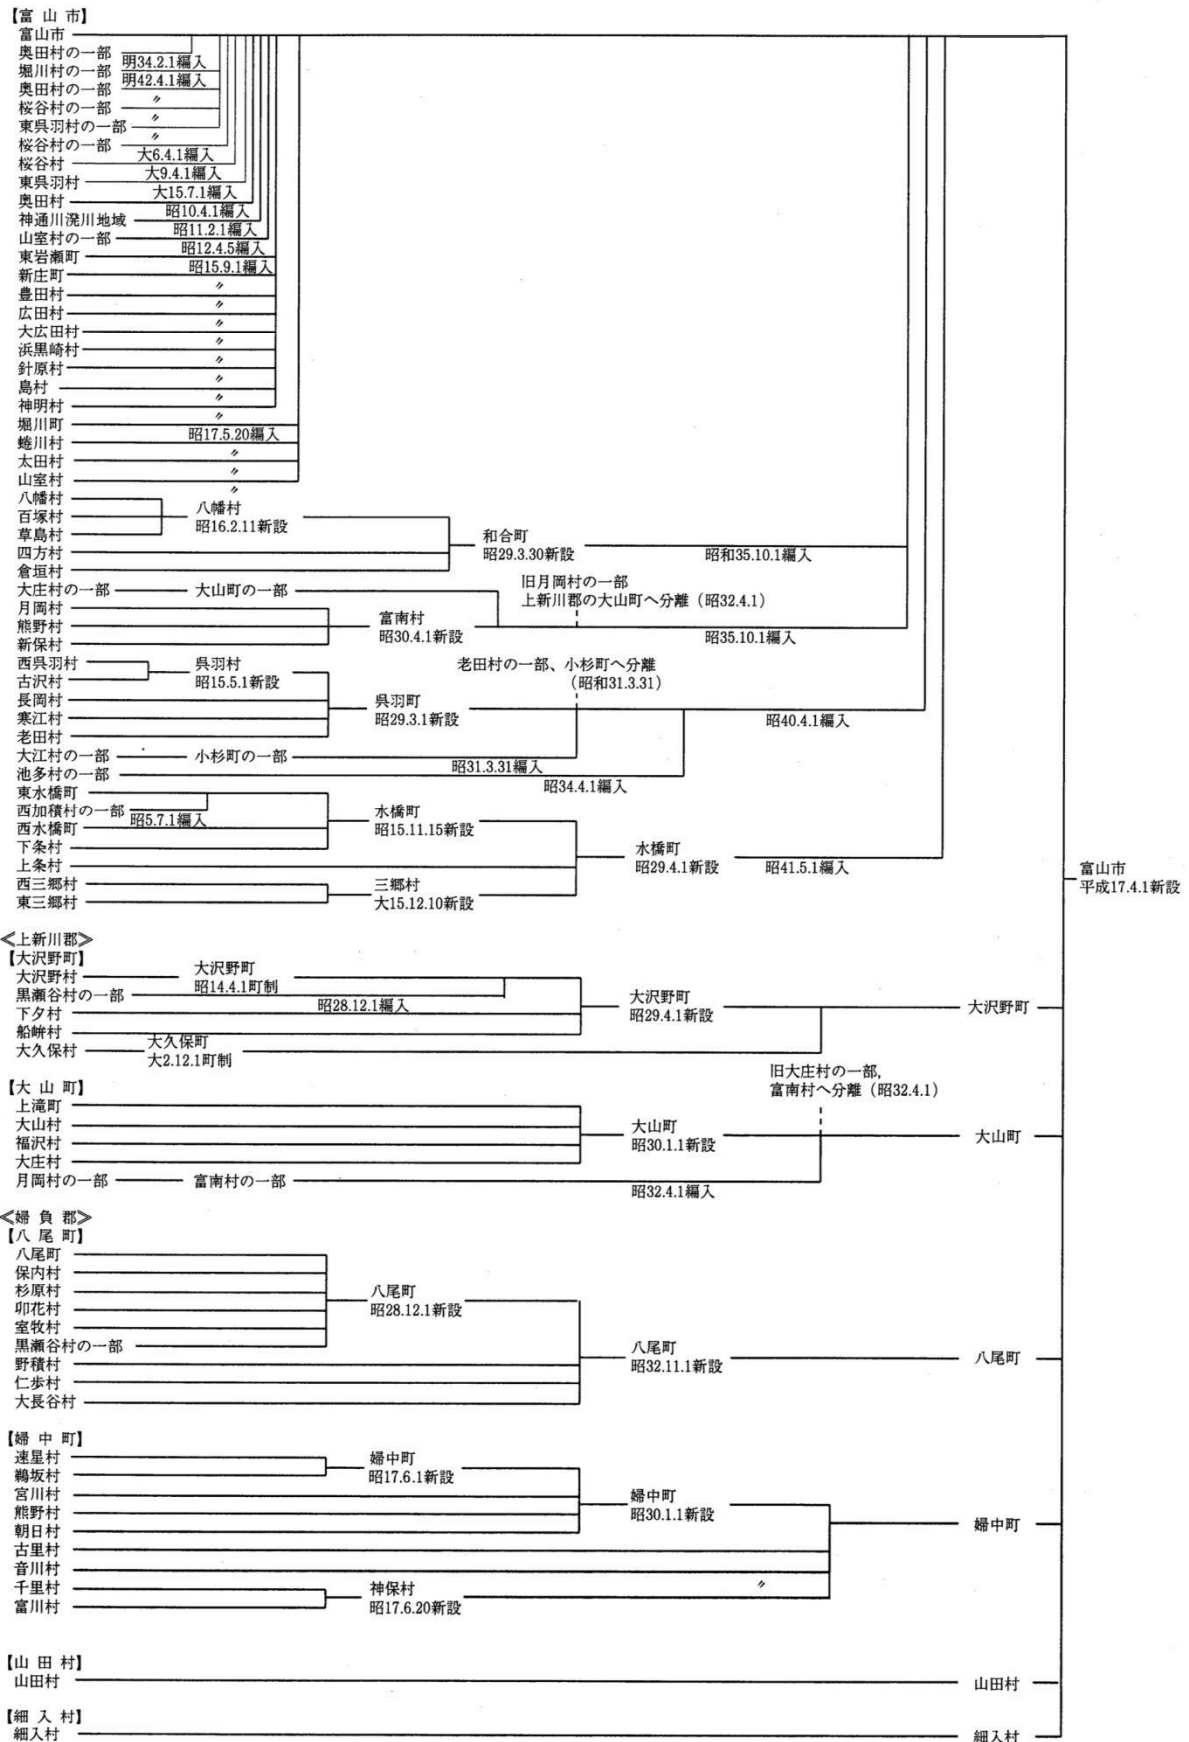 【富 山 市】
富山市
奥田村の一部
明34.2.1編入
堀川村の一部
明42.4.1編入
奥田村の一部
〃
桜谷村の一部
〃
東呉羽村の一部
〃
桜谷村の一部
大6.4.1編入
桜谷村
大9.4.1編入
東呉羽村
大15.7.1編入
奥田村
昭10.4.1編入
神通川滉川地域
昭11.2.1編入
山室村の一部
昭12.4.5編入
東岩瀬町
昭15.9.1編入
新庄町
〃
豊田村
〃
広田村
〃
大広田村
〃
浜黒崎村
〃
針原村
〃
島村
〃
神明村
〃
堀川町
昭17.5.20編入
蜷川村
〃
太田村
〃
山室村
〃
八幡村
百塚村
草島村
八幡村
昭16.2.11新設
四方村
倉垣村
和合町
昭29.3.30新設
昭和35.10.1編入
大庄村の一部
大山町の一部
旧月岡村の一部
上新川郡の大山町へ分離（昭32.4.1）
月岡村
熊野村
新保村
富南村
昭30.4.1新設
昭35.10.1編入
西呉羽村
古沢村
呉羽村
昭15.5.1新設
老田村の一部、小杉町へ分離
（昭和31.3.31）
長岡村
寒江村
老田村
呉羽町
昭29.3.1新設
昭40.4.1編入
大江村の一部
小杉町の一部
昭31.3.31編入
池多村の一部
昭34.4.1編入
東水橋町
西加積村の一部
昭5.7.1編入
西水橋町
下条村
水橋町
昭15.11.15新設
上条村
水橋町
昭29.4.1新設
昭41.5.1編入
西三郷村
東三郷村
三郷村
大15.12.10新設
富山市
平成17.4.1新設
≪上新川郡≫
【大沢野町】
大沢野村
大沢野町
昭14.4.1町制
黒瀬谷村の一部
昭28.12.1編入
下夕村
船峅村
大沢野町
昭29.4.1新設
大沢野町
大久保村
大久保町
大2.12.1町制
【大 山 町】
旧大庄村の一部,
富南村へ分離（昭32.4.1）
上滝町
大山村
福沢村
大庄村
大山町
昭30.1.1新設
大山町
月岡村の一部
富南村の一部
昭32.4.1編入
≪婦 負 郡≫
【八 尾 町】
八尾町
保内村
杉原村
卯花村
室牧村
黒瀬谷村の一部
八尾町
昭28.12.1新設
野積村
仁歩村
大長谷村
八尾町
昭32.11.1新設
八尾町
【婦 中 町】
速星村
鵜坂村
婦中町
昭17.6.1新設
宮川村
熊野村
朝日村
婦中町
昭30.1.1新設
婦中町
古里村
音川村
千里村
富川村
神保村
昭17.6.20新設
〃
【山 田 村】
山田村
山田村
【細 入 村】
細入村
細入村